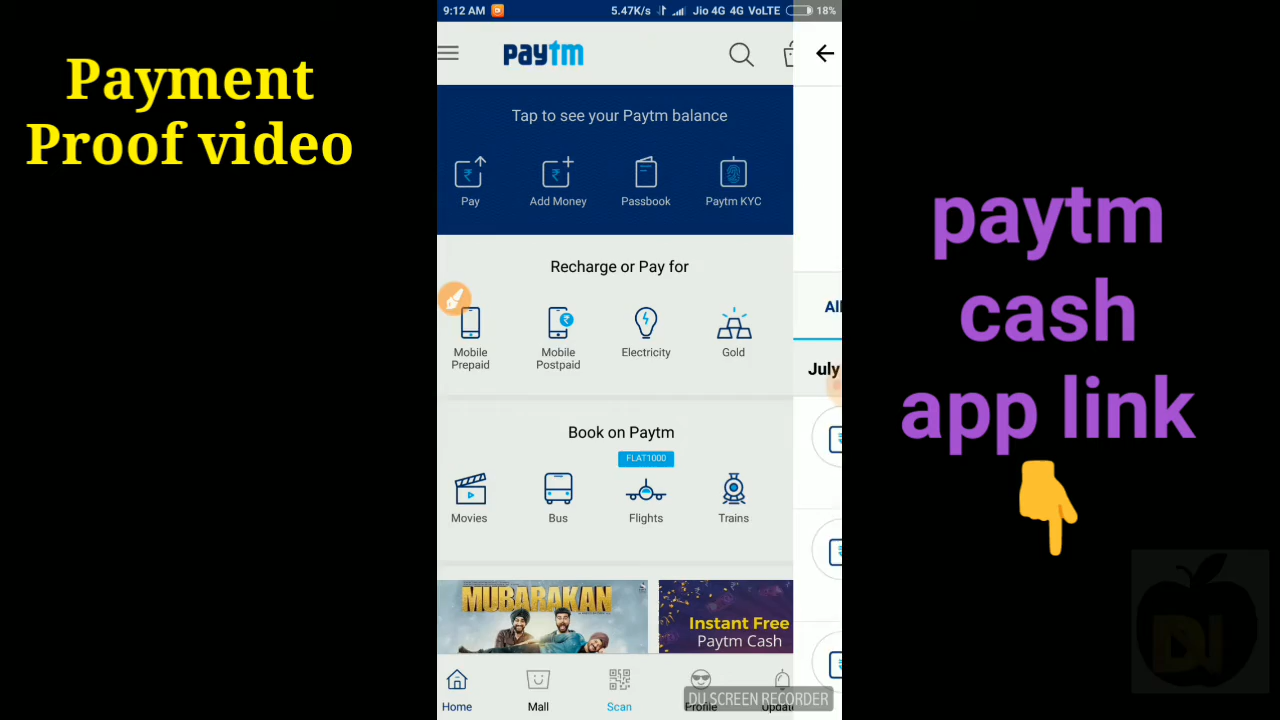 Payment
Proof video
9:12 AM
5.47K/s
Jio 4G 4G VoLTE
18%
paytm
Tap to see your Paytm balance
Pay
Add Money
Passbook
Paytm KYC
Recharge or Pay for
Mobile
Prepaid
Mobile
Postpaid
Electricity
Gold
Book on Paytm
FLAT1000
Movies
Bus
Flights
Trains
MUBARAKAN
Instant Free
Paytm Cash
Home
Mall
Scan
Profile
DU SCREEN RECORDER
All
July
paytm
cash
app link
DJ